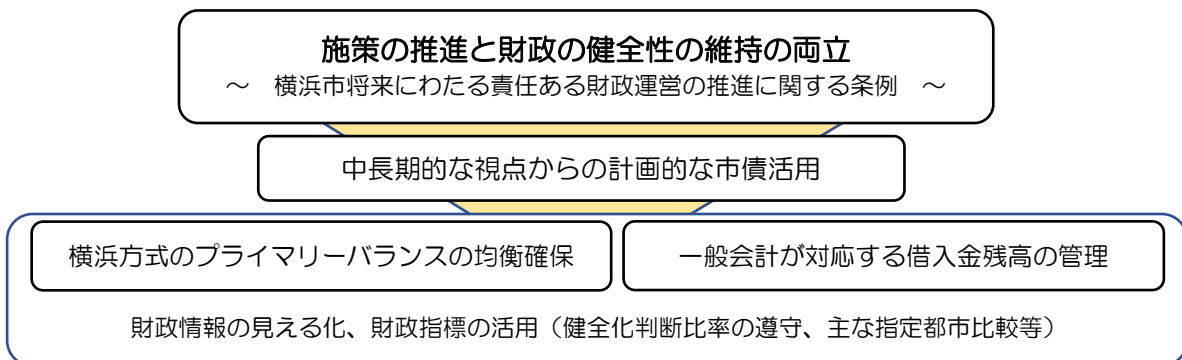 施策の推進と財政の健全性の維持の両立
～　横浜市将来にわたる責任ある財政運営の推進に関する条例　～
中長期的な視点からの計画的な市債活用
横浜方式のプライマリーバランスの均衡確保
一般会計が対応する借入金残高の管理
財政情報の見える化、財政指標の活用（健全化判断比率の遵守、主な指定都市比較等）